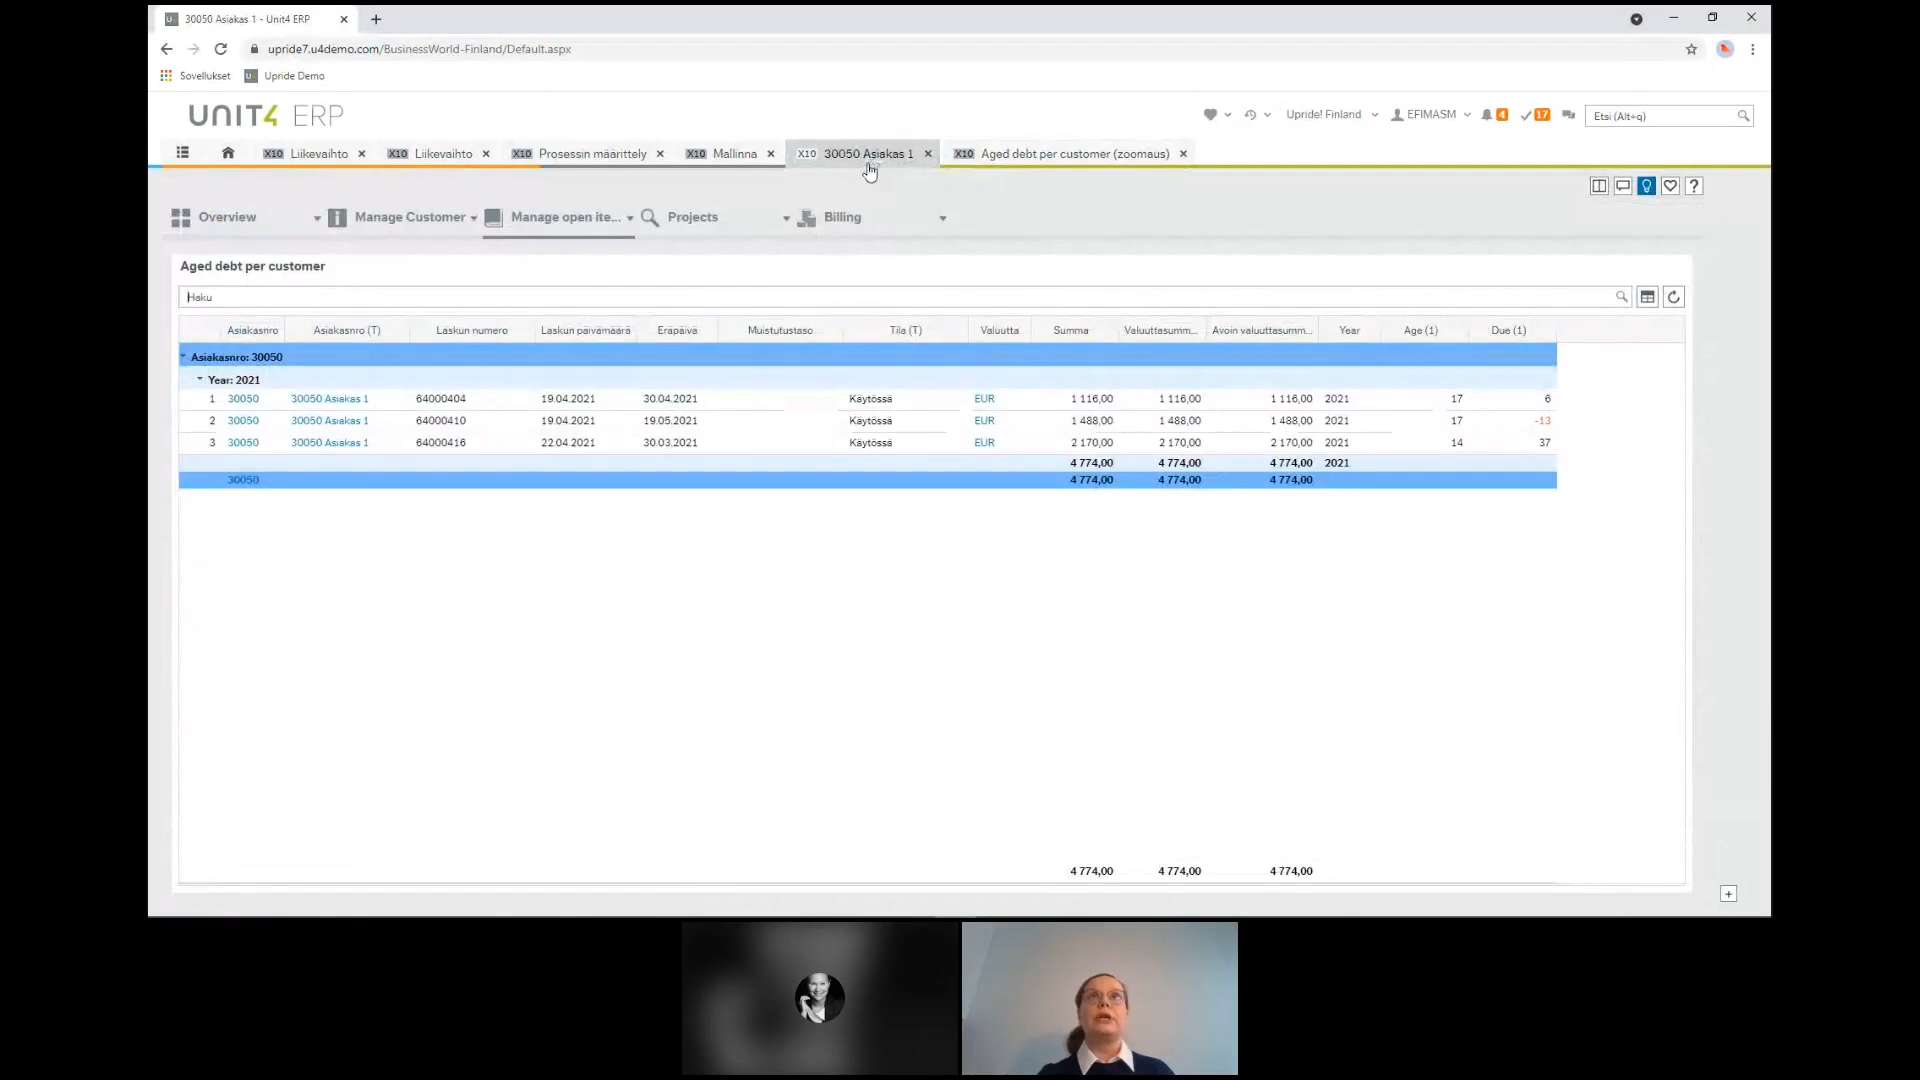 30050 Asiakas 1 - Unit4 ERP
upride7.u4demo.com/BusinessWorld-Finland/Default.aspx
Sovellukset Upride Demo
UNIT4 ERP
Upride! Finland EFIMASM 4 17 Etsi (Alt+q)
X10 Liikevaihto X10 Liikevaihto X10 Prosessin määrittely X10 Mallinna X10 30050 Asiakas 1 X10 Aged debt per customer (zoomaus)
Overview Manage Customer Manage open ite... Projects Billing
Aged debt per customer
Haku
Asiakasnro Asiakasnro (T) Laskun numero Laskun päivämäärä Eräpäivä Muistutustaso Tila (T) Valuutta Summa Valuuttasumm... Avoin valuuttasumm... Year Age (1) Due (1)
Asiakasnro: 30050
Year: 2021
1 30050 30050 Asiakas 1 64000404 19.04.2021 30.04.2021 Käytössä EUR 1 116,00 1 116,00 1 116,00 2021 17 6
2 30050 30050 Asiakas 1 64000410 19.04.2021 19.05.2021 Käytössä EUR 1 488,00 1 488,00 1 488,00 2021 17 -13
3 30050 30050 Asiakas 1 64000416 22.04.2021 30.03.2021 Käytössä EUR 2 170,00 2 170,00 2 170,00 2021 14 37
4 774,00 4 774,00 4 774,00 2021
30050 4 774,00 4 774,00 4 774,00
4 774,00 4 774,00 4 774,00